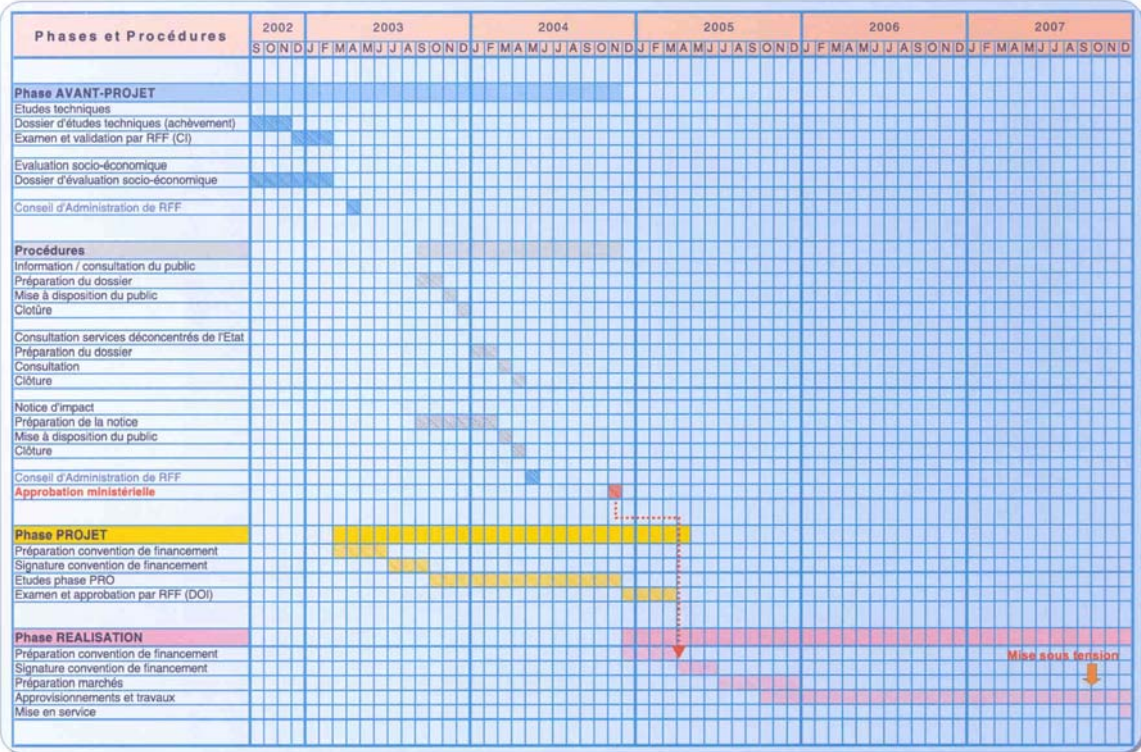 Phases et Procédures
2002 2003 2004 2005 2006 2007
S O N D J F M A M J J A S O N D J F M A M J J A S O N D J F M A M J J A S O N D J F M A M J J A S O N D J F M A M J J A S O N D
Phase AVANT-PROJET
Etudes techniques
Dossier d'études techniques (achèvement)
Examen et validation par RFF (CI)
Evaluation socio-économique
Dossier d'évaluation socio-économique
Conseil d'Administration de RFF
Procédures
Information / consultation du public
Préparation du dossier
Mise à disposition du public
Clotûre
Consultation services déconcentrés de l'Etat
Préparation du dossier
Consultation
Clôture
Notice d'impact
Préparation de la notice
Mise à disposition du public
Clôture
Conseil d'Administration de RFF
Approbation ministérielle
Phase PROJET
Préparation convention de financement
Signature convention de financement
Etudes phase PRO
Examen et approbation par RFF (DOI)
Phase REALISATION
Préparation convention de financement
Mise sous tension
Signature convention de financement
Préparation marchés
Approvisionnements et travaux
Mise en service